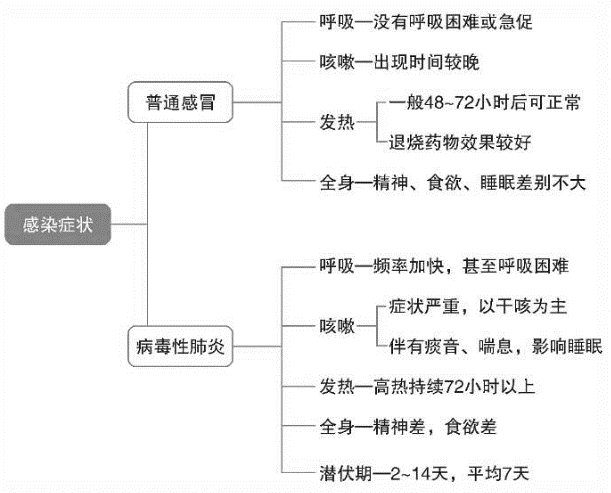 感染症状
普通感冒
呼吸—没有呼吸困难或急促
咳嗽—出现时间较晚
发热
一般48~72小时后可正常
退烧药物效果较好
全身—精神、食欲、睡眠差别不大
病毒性肺炎
呼吸—频率加快，甚至呼吸困难
咳嗽
症状严重，以干咳为主
伴有痰音、喘息，影响睡眠
发热—高热持续72小时以上
全身—精神差，食欲差
潜伏期—2~14天，平均7天